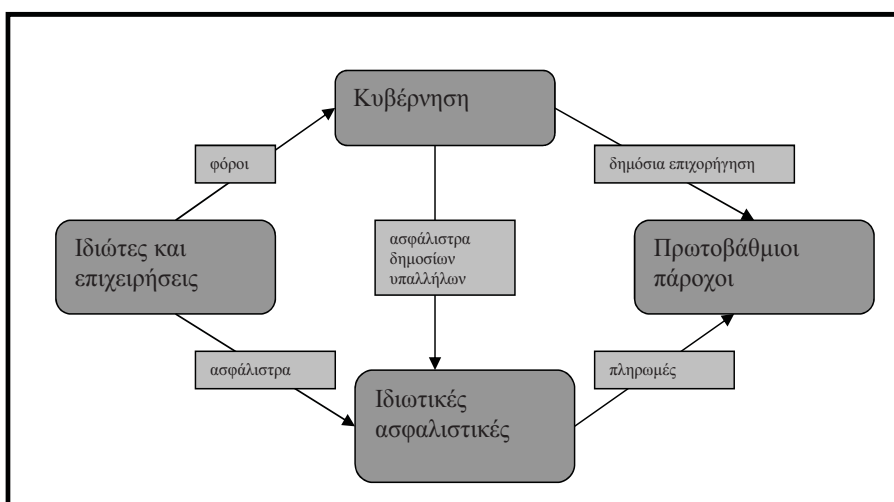 Κυβέρνηση
φόροι
δημόσια επιχορήγηση
Ιδιώτες και
επιχειρήσεις
ασφάλιστρα
δημοσίων
υπαλλήλων
Πρωτοβάθμιοι
πάροχοι
ασφάλιστρα
πληρωμές
Ιδιωτικές
ασφαλιστικές